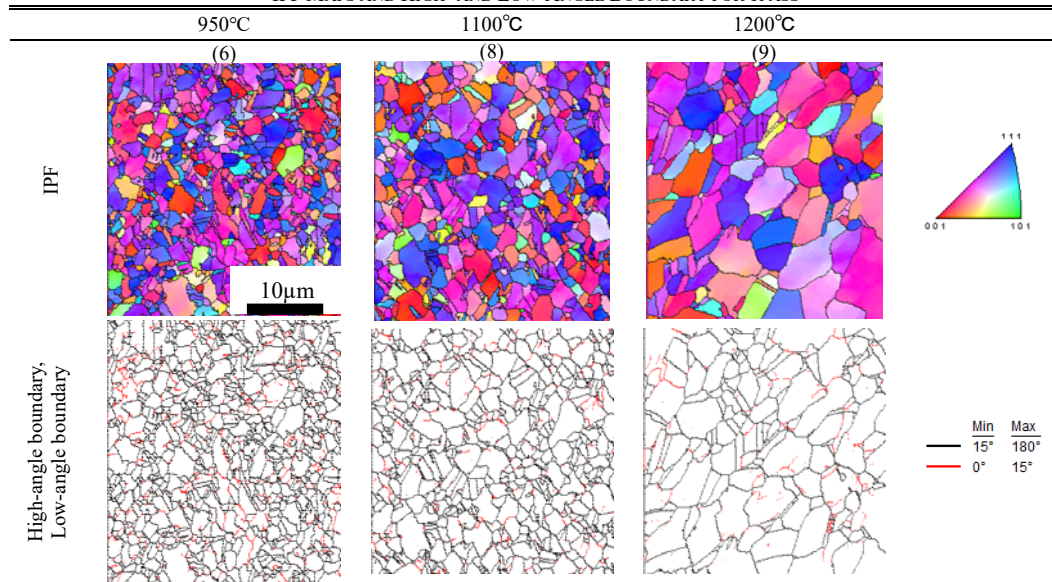 950℃ 1100℃ 1200℃
(6) (8) (9)
IPF
111
001 101
10μm
High-angle boundary,
Low-angle boundary
Min Max
15° 180°
0° 15°